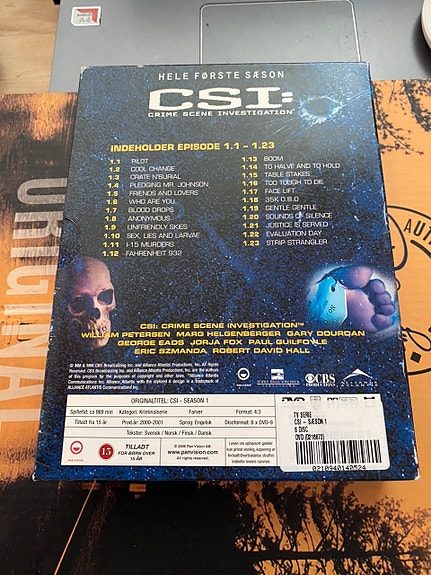 HELE FØRSTE SÆSON
CSI:
CRIME SCENE INVESTIGATION
INDEHOLDER EPISODE 1.1 – 1.23
1.1 PILOT
1.2 COOL CHANGE
1.3 CRATE N'BURIAL
1.4 PLEDGING MR. JOHNSON
1.5 FRIENDS AND LOVERS
1.6 WHO ARE YOU
1.7 BLOOD DROPS
1.8 ANONYMOUS
1.9 UNFRIENDLY SKIES
1.10 SEX, LIES AND LARVAE
1.11 I-15 MURDERS
1.12 FAHRENHEIT 932
1.13 BOOM
1.14 TO HALVE AND TO HOLD
1.15 TABLE STAKES
1.16 TOO TOUGH TO DIE
1.17 FACE LIFT
1.18 35K O.B.O
1.19 GENTLE GENTLE
1.20 SOUNDS OF SILENCE
1.21 JUSTICE IS SERVED
1.22 EVALUATION DAY
1.23 STRIP STRANGLER
CSI: CRIME SCENE INVESTIGATION™
WILLIAM PETERSEN MARG HELGENBERGER GARY DOURDAN
GEORGE EADS JORJA FOX PAUL GUILFOYLE
ERIC SZMANDA ROBERT DAVID HALL
CBS
ALLIANCE
ORIGINALTITEL: CSI - SEASON 1
Spilletid: ca 989 min Kategori: Kriminalserie Farver Format: 4:3
Tilladt fra 15 år Prod.år: 2000-2001 Sprog: Engelsk Discformat: 6 x DVD-9
Tekster: Svensk / Norsk / Finsk / Dansk
15
TILLADT
FOR BØRN OVER
15 ÅR
www.panvision.com
DVD
TV SERIE
CSI - SÆSON 1
6 DISC
0210940140524
ORIGINAL
A4